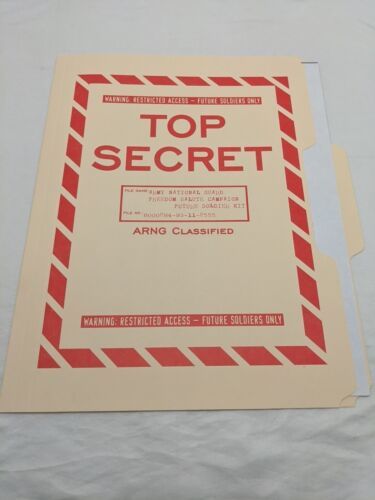 WARNING: RESTRICTED ACCESS – FUTURE SOLDIERS ONLY
TOP
SECRET
FILE NAME: ARMY NATIONAL GUARD
FREEDOM SALUTE CAMPAIGN
FUTURE SOLDIER KIT
FILE NO.
ARNG CLASSIFIED
WARNING: RESTRICTED ACCESS – FUTURE SOLDIERS ONLY